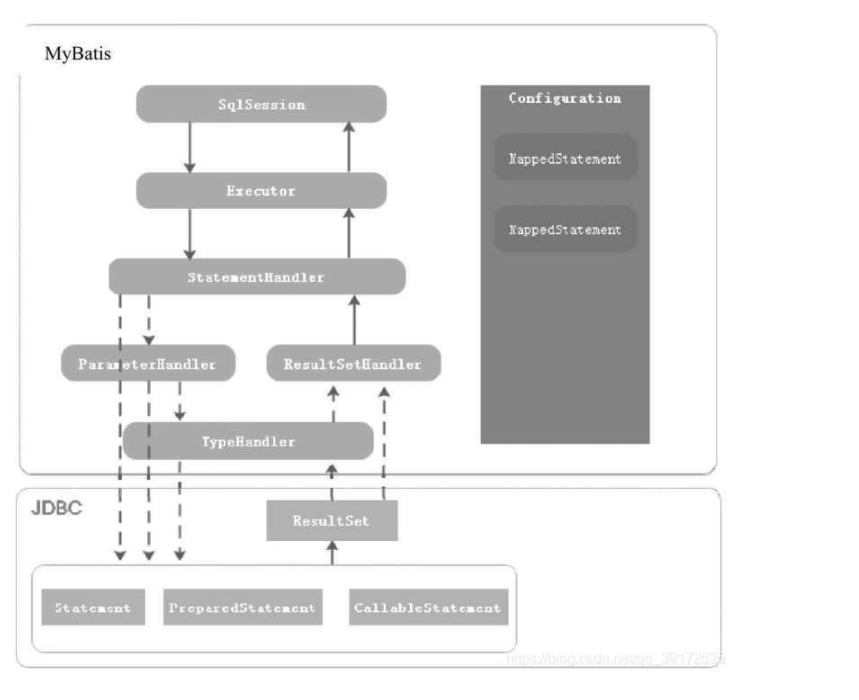 MyBatis
SqlSession
Configuration
MappedStatement
Executor
MappedStatement
StatementHandler
ParameterHandler
ResultSetHandler
TypeHandler
JDBC
ResultSet
Statement
PreparedStatement
CallableStatement
https://blog.csdn.net/qq_39172525